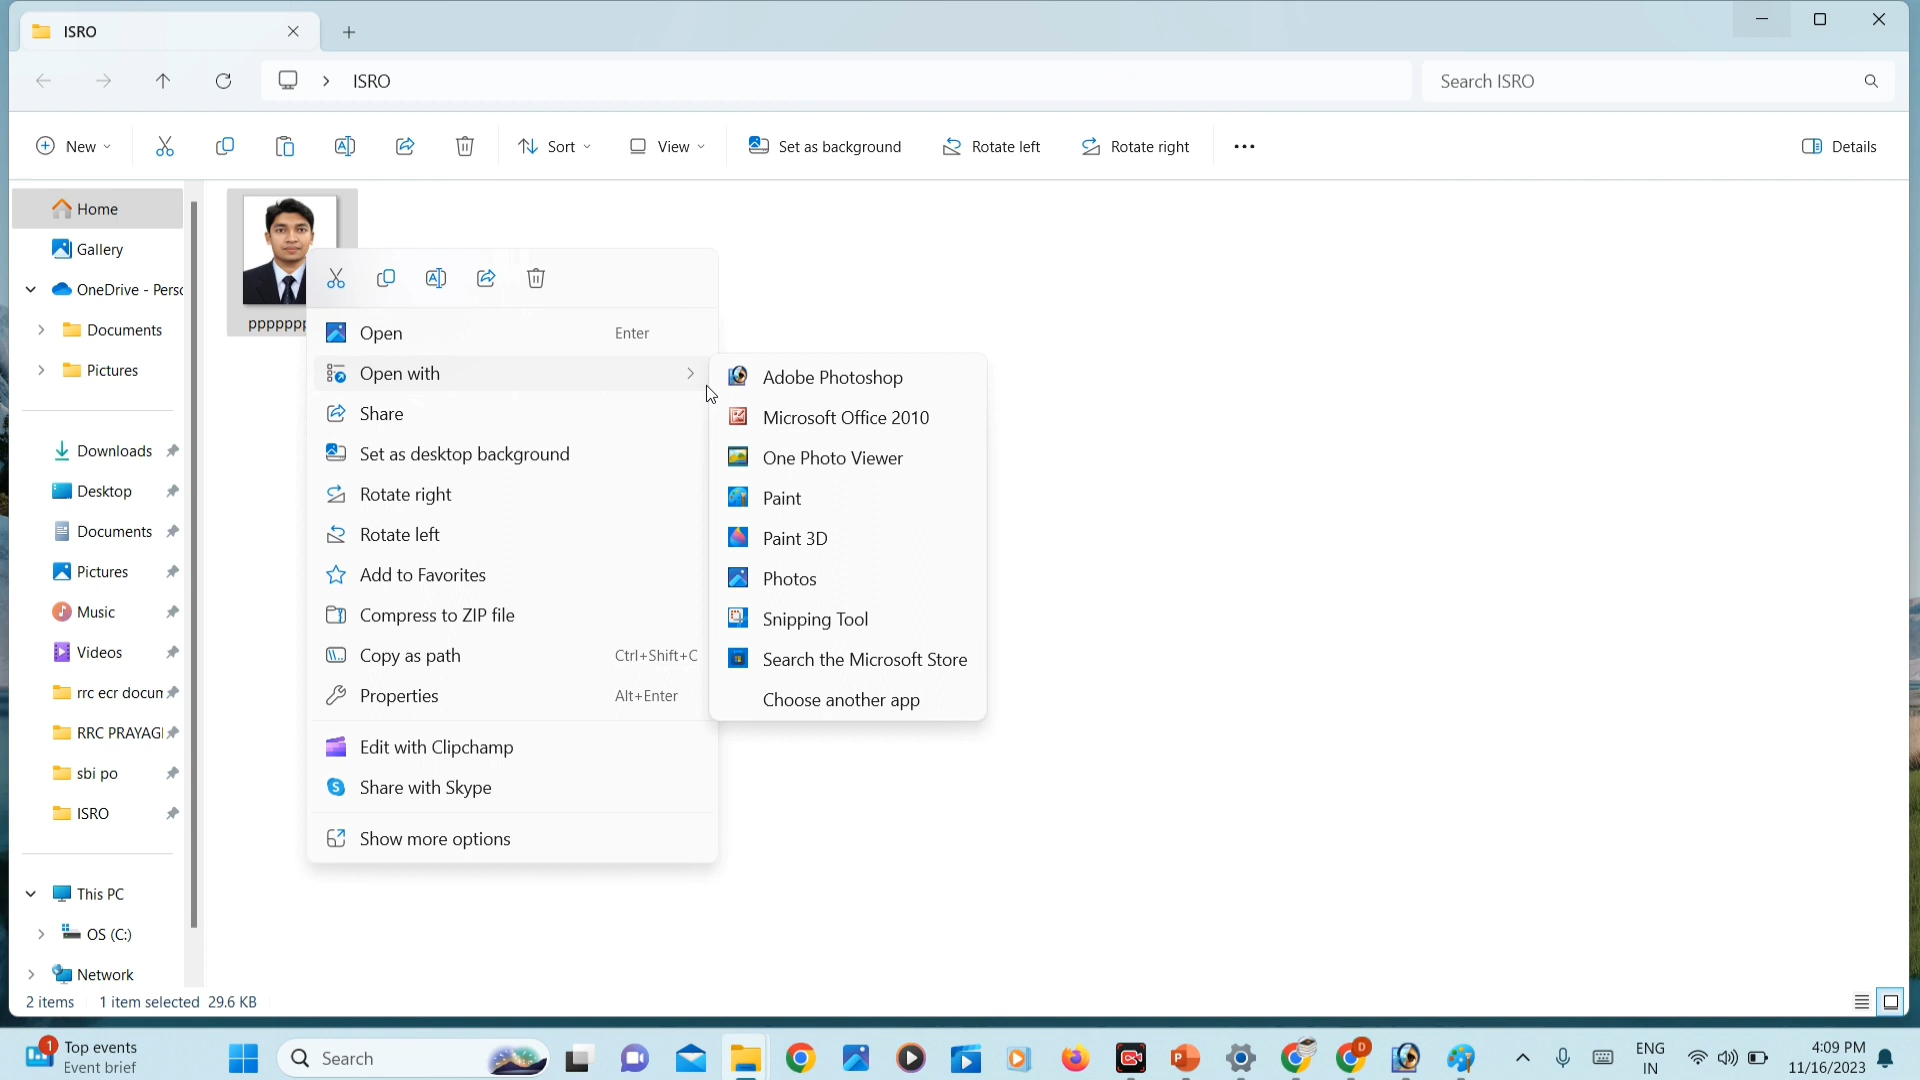 ISRO
ISRO
Search ISRO
New
Sort
View
Set as background
Rotate left
Rotate right
Details
Home
Gallery
OneDrive - Perso
Documents
Pictures
Downloads
Desktop
Documents
Pictures
Music
Videos
rrc ecr docum
RRC PRAYAG
sbi po
ISRO
This PC
OS (C:)
Network
ppppppp
Open Enter
Open with
Share
Set as desktop background
Rotate right
Rotate left
Add to Favorites
Compress to ZIP file
Copy as path Ctrl+Shift+C
Properties Alt+Enter
Edit with Clipchamp
Share with Skype
Show more options
Adobe Photoshop
Microsoft Office 2010
One Photo Viewer
Paint
Paint 3D
Photos
Snipping Tool
Search the Microsoft Store
Choose another app
2 items 1 item selected 29.6 KB
1
Top events
Event brief
Search
D
ENG
IN
4:09 PM
11/16/2023